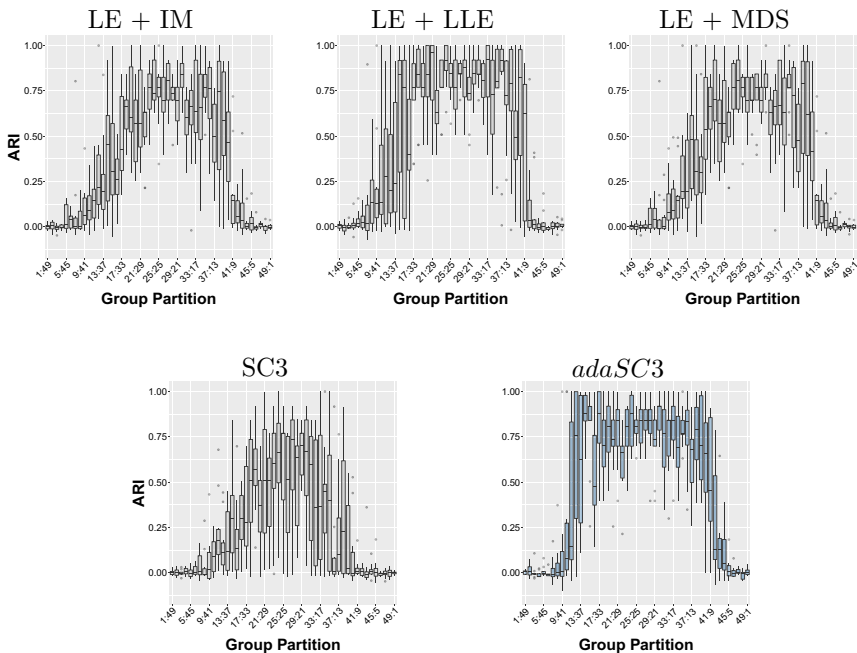 LE + IM LE + LLE LE + MDS
1.00 1.00 1.00
0.75 0.75 0.75
ARI
0.50 0.50 0.50
0.25 0.25 0.25
0.00 0.00 0.00
1:49 5:45 9:41 13:37 17:33 21:29 25:25 29:21 33:17 37:13 41:9 45:5 49:1 1:49 5:45 9:41 13:37 17:33 21:29 25:25 29:21 33:17 37:13 41:9 45:5 49:1 1:49 5:45 9:41 13:37 17:33 21:29 25:25 29:21 33:17 37:13 41:9 45:5 49:1
Group Partition Group Partition Group Partition
SC3 adaSC3
1.00 1.00
0.75 0.75
ARI
0.50 0.50
0.25 0.25
0.00 0.00
1:49 5:45 9:41 13:37 17:33 21:29 25:25 29:21 33:17 37:13 41:9 45:5 49:1 1:49 5:45 9:41 13:37 17:33 21:29 25:25 29:21 33:17 37:13 41:9 45:5 49:1
Group Partition Group Partition